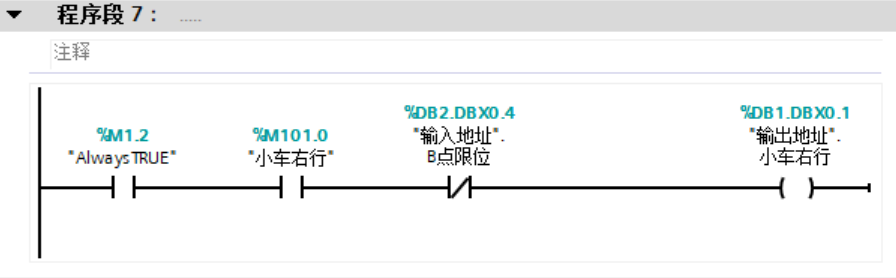 程序段 7： .....
注释
%M1.2
"AlwaysTRUE"
%M101.0
"小车右行"
%DB2.DBX0.4
"输入地址".
B点限位
%DB1.DBX0.1
"输出地址".
小车右行